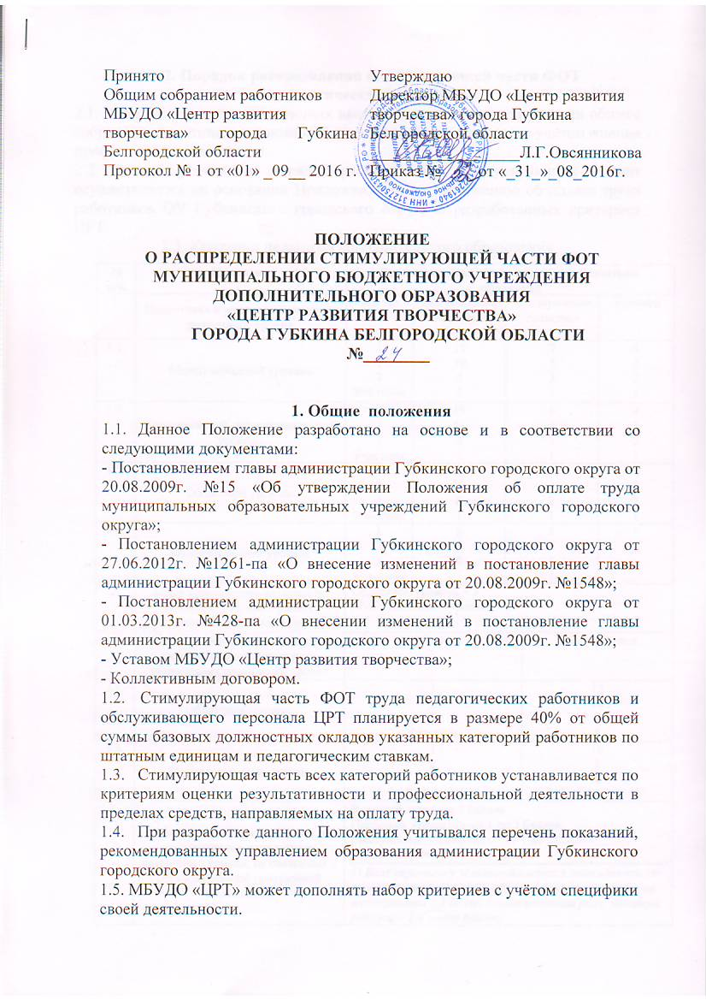 Принято
Общим собранием работников
МБУДО «Центр развития
творчества» города Губкина
Белгородской области
Протокол № 1 от «01» _09__ 2016 г.
Утверждаю
Директор МБУДО «Центр развития
творчества» города Губкина
Белгородской области
Л.Г.Овсянникова
Приказ № от «_31_»_08_2016г.
ПОЛОЖЕНИЕ
О РАСПРЕДЕЛЕНИИ СТИМУЛИРУЮЩЕЙ ЧАСТИ ФОТ
МУНИЦИПАЛЬНОГО БЮДЖЕТНОГО УЧРЕЖДЕНИЯ
ДОПОЛНИТЕЛЬНОГО ОБРАЗОВАНИЯ
«ЦЕНТР РАЗВИТИЯ ТВОРЧЕСТВА»
ГОРОДА ГУБКИНА БЕЛГОРОДСКОЙ ОБЛАСТИ
№ 24
1. Общие положения
1.1. Данное Положение разработано на основе и в соответствии со
следующими документами:
- Постановлением главы администрации Губкинского городского округа от
20.08.2009г. №15 «Об утверждении Положения об оплате труда
муниципальных образовательных учреждений Губкинского городского
округа»;
- Постановлением администрации Губкинского городского округа от
27.06.2012г. №1261-па «О внесение изменений в постановление главы
администрации Губкинского городского округа от 20.08.2009г. №1548»;
- Постановлением администрации Губкинского городского округа от
01.03.2013г. №428-па «О внесении изменений в постановление главы
администрации Губкинского городского округа от 20.08.2009г. №1548»;
- Уставом МБУДО «Центр развития творчества»;
- Коллективным договором.
1.2. Стимулирующая часть ФОТ труда педагогических работников и
обслуживающего персонала ЦРТ планируется в размере 40% от общей
суммы базовых должностных окладов указанных категорий работников по
штатным единицам и педагогическим ставкам.
1.3. Стимулирующая часть всех категорий работников устанавливается по
критериям оценки результативности и профессиональной деятельности в
пределах средств, направляемых на оплату труда.
1.4. При разработке данного Положения учитывался перечень показаний,
рекомендованных управлением образования администрации Губкинского
городского округа.
1.5. МБУДО «ЦРТ» может дополнять набор критериев с учётом специфики
своей деятельности.